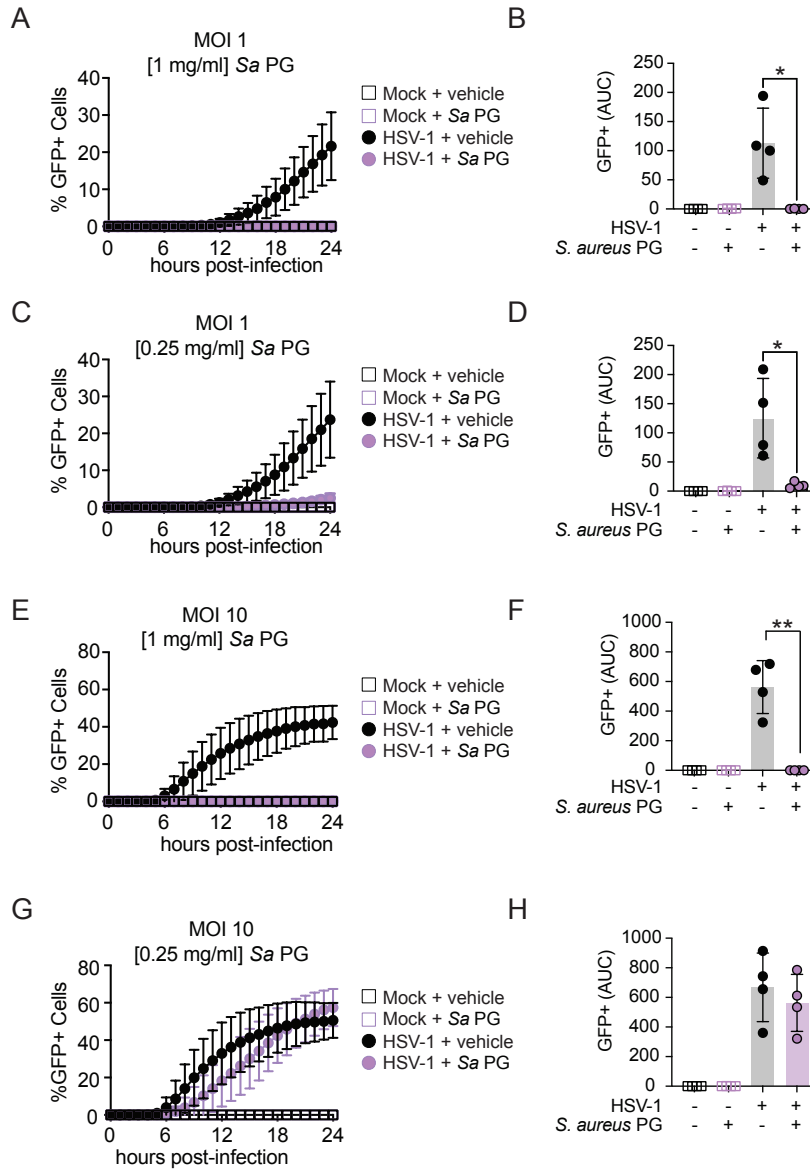 A
MOI 1
[1 mg/ml] Sa PG
% GFP+ Cells
40
30
20
10
0
0 6 12 18 24
hours post-infection
Mock + vehicle
Mock + Sa PG
HSV-1 + vehicle
HSV-1 + Sa PG
B
GFP+ (AUC)
250
200
150
100
50
0
*
HSV-1 - - + +
S. aureus PG - + - +
C
MOI 1
[0.25 mg/ml] Sa PG
% GFP+ Cells
40
30
20
10
0
0 6 12 18 24
hours post-infection
Mock + vehicle
Mock + Sa PG
HSV-1 + vehicle
HSV-1 + Sa PG
D
GFP+ (AUC)
250
200
150
100
50
0
*
HSV-1 - - + +
S. aureus PG - + - +
E
MOI 10
[1 mg/ml] Sa PG
% GFP+ Cells
80
60
40
20
0
0 6 12 18 24
hours post-infection
Mock + vehicle
Mock + Sa PG
HSV-1 + vehicle
HSV-1 + Sa PG
F
GFP+ (AUC)
1000
800
600
400
200
0
**
HSV-1 - - + +
S. aureus PG - + - +
G
MOI 10
[0.25 mg/ml] Sa PG
%GFP+ Cells
80
60
40
20
0
0 6 12 18 24
hours post-infection
Mock + vehicle
Mock + Sa PG
HSV-1 + vehicle
HSV-1 + Sa PG
H
GFP+ (AUC)
1000
800
600
400
200
0
HSV-1 - - + +
S. aureus PG - + - +